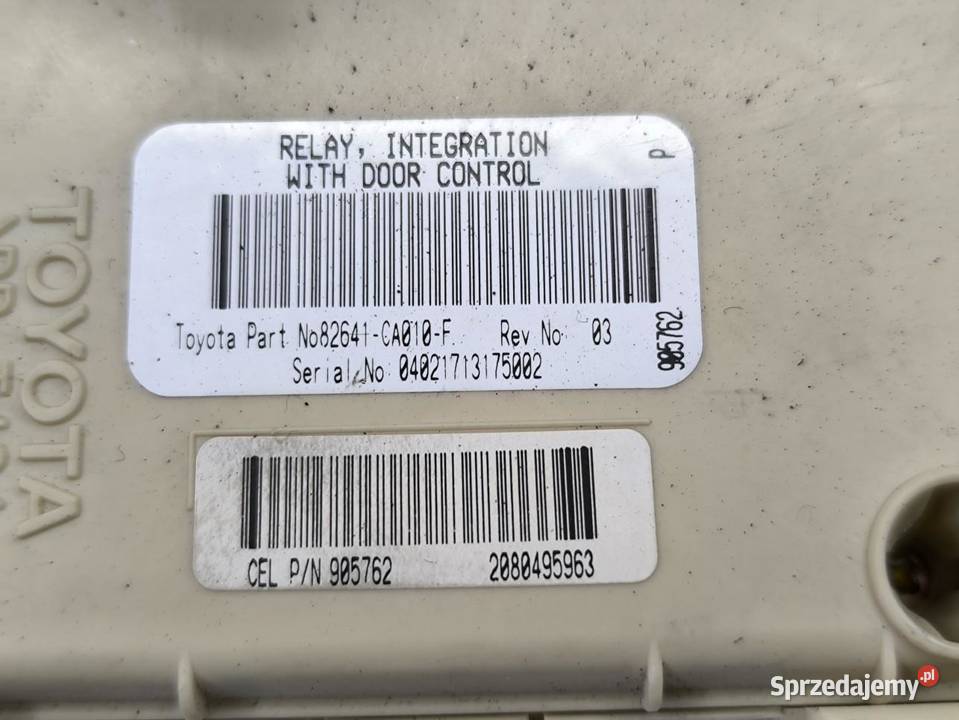 RELAY, INTEGRATION
WITH DOOR CONTROL
P
Toyota Part No82641-CA010-F. Rev No 03
Serial No 04021713175002
905762
TOYOTA
CEL P/N 905762 2080495963
Sprzedajemy.pl